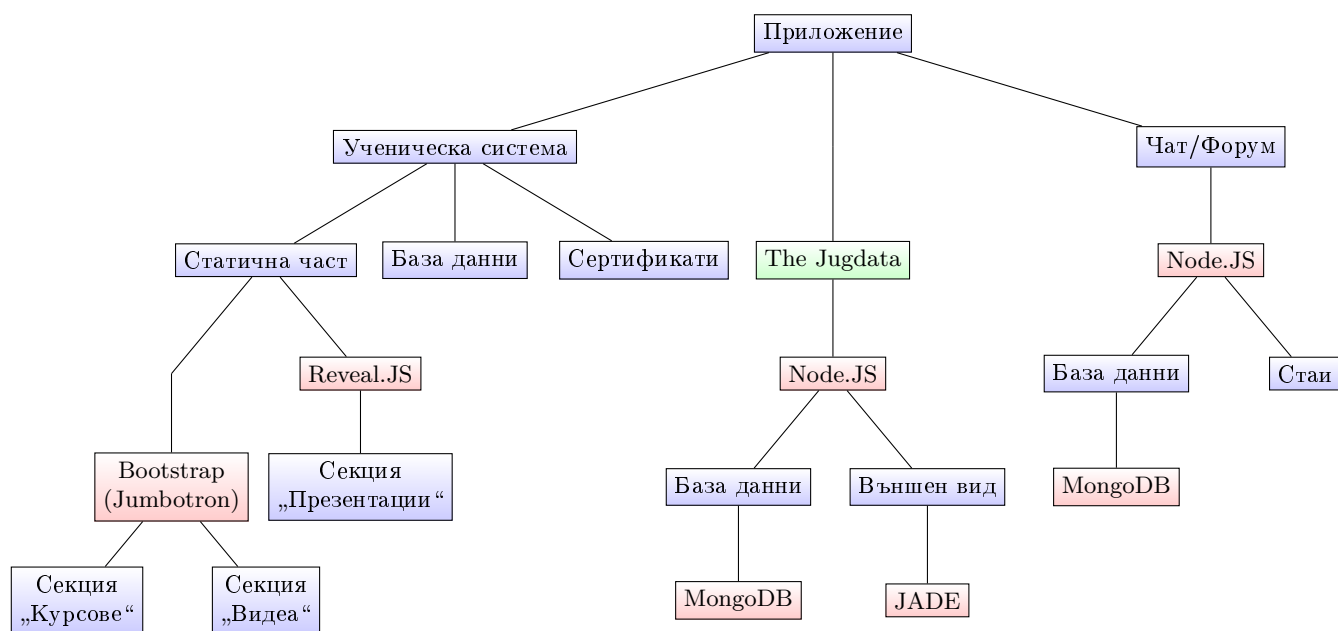 Приложение
Ученическа система
Чат/Форум
Статична част
База данни
Сертификати
The Jugdata
Node.JS
Reveal.JS
Node.JS
База данни
Стаи
Bootstrap
(Jumbotron)
Секция
„Презентации“
База данни
Външен вид
MongoDB
Секция
„Курсове“
Секция
„Видеа“
MongoDB
JADE